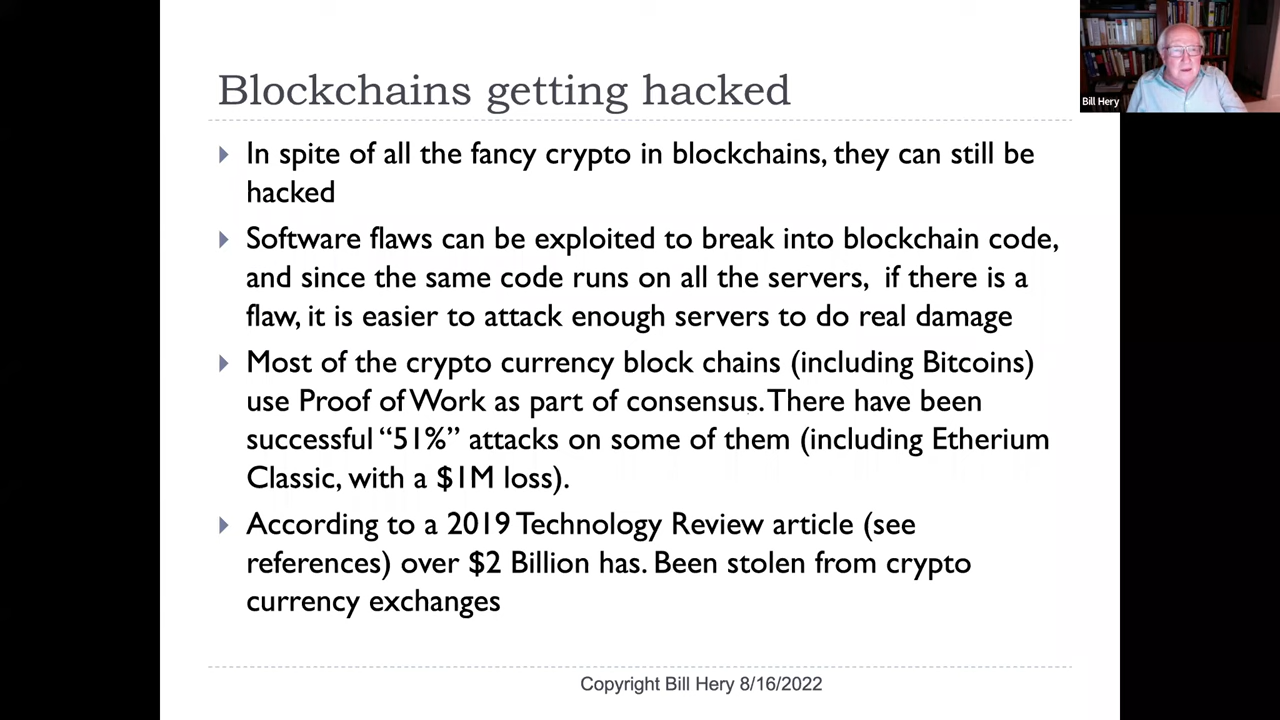 Blockchains getting hacked
In spite of all the fancy crypto in blockchains, they can still be
hacked
Software flaws can be exploited to break into blockchain code,
and since the same code runs on all the servers, if there is a
flaw, it is easier to attack enough servers to do real damage
Most of the crypto currency block chains (including Bitcoins)
use Proof of Work as part of consensus. There have been
successful “51%” attacks on some of them (including Etherium
Classic, with a $1M loss).
According to a 2019 Technology Review article (see
references) over $2 Billion has. Been stolen from crypto
currency exchanges
Copyright Bill Hery 8/16/2022
Bill Hery